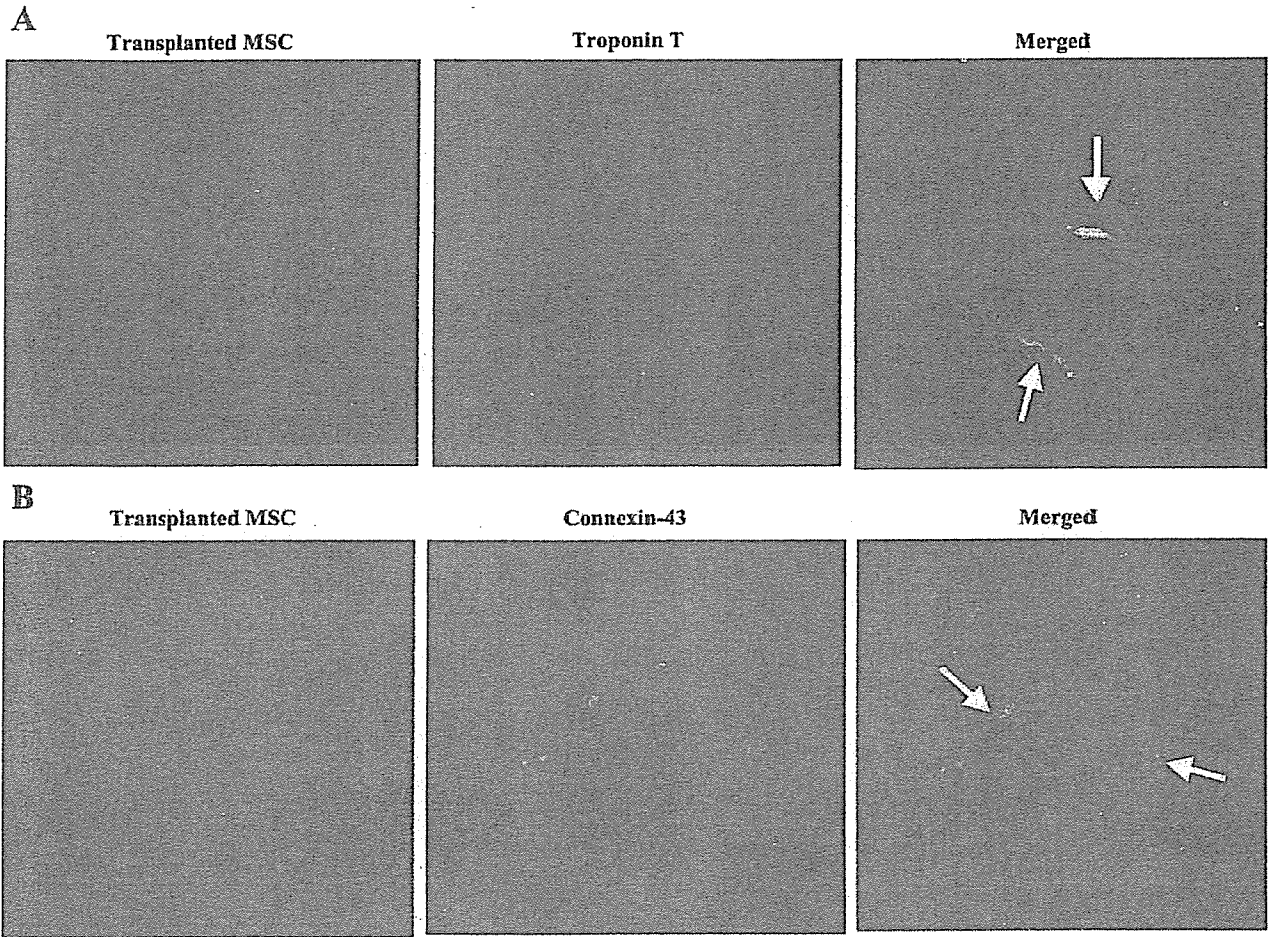 A
Transplanted MSC
Troponin T
Merged
B
Transplanted MSC
Connexin-43
Merged